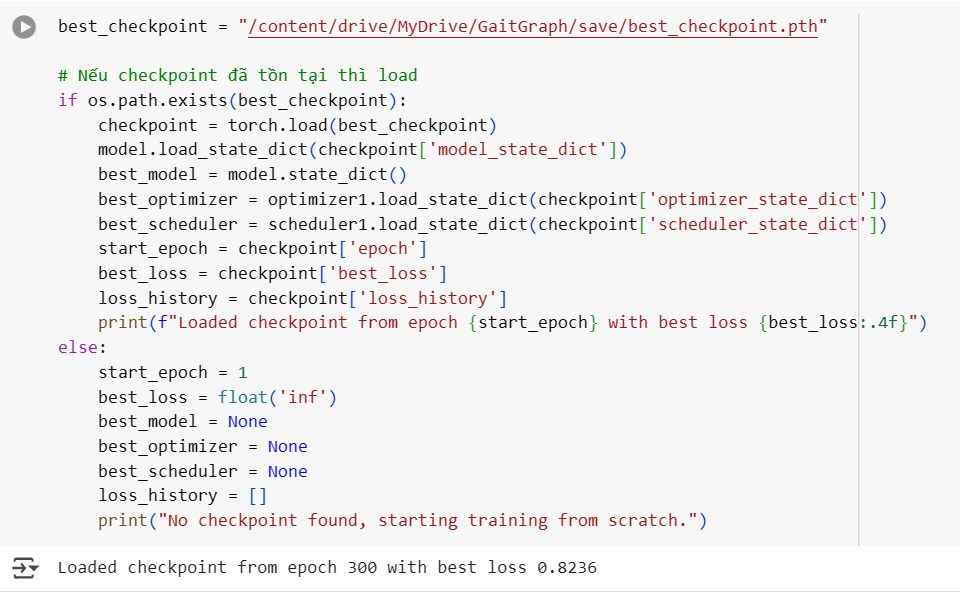 best_checkpoint = "/content/drive/MyDrive/GaitGraph/save/best_checkpoint.pth"

# Nếu checkpoint đã tồn tại thì load
if os.path.exists(best_checkpoint):
    checkpoint = torch.load(best_checkpoint)
    model.load_state_dict(checkpoint['model_state_dict'])
    best_model = model.state_dict()
    best_optimizer = optimizer1.load_state_dict(checkpoint['optimizer_state_dict'])
    best_scheduler = scheduler1.load_state_dict(checkpoint['scheduler_state_dict'])
    start_epoch = checkpoint['epoch']
    best_loss = checkpoint['best_loss']
    loss_history = checkpoint['loss_history']
    print(f"Loaded checkpoint from epoch {start_epoch} with best loss {best_loss:.4f}")
else:
    start_epoch = 1
    best_loss = float('inf')
    best_model = None
    best_optimizer = None
    best_scheduler = None
    loss_history = []
    print("No checkpoint found, starting training from scratch.")
Loaded checkpoint from epoch 300 with best loss 0.8236